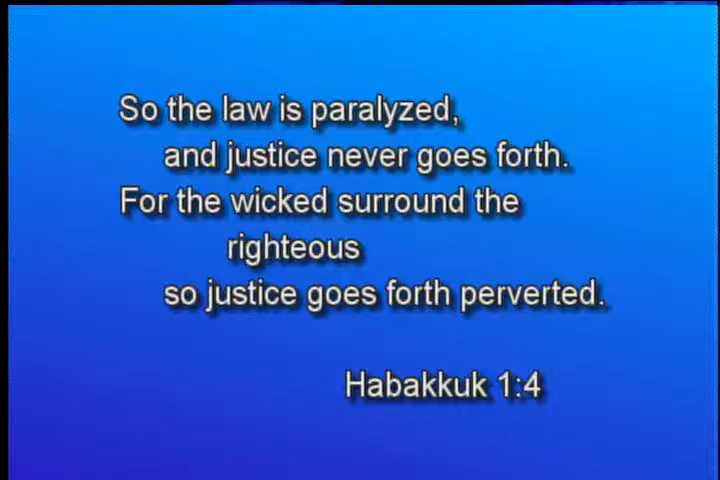 So the law is paralyzed,
and justice never goes forth.
For the wicked surround the
righteous
so justice goes forth perverted.
Habakkuk 1:4